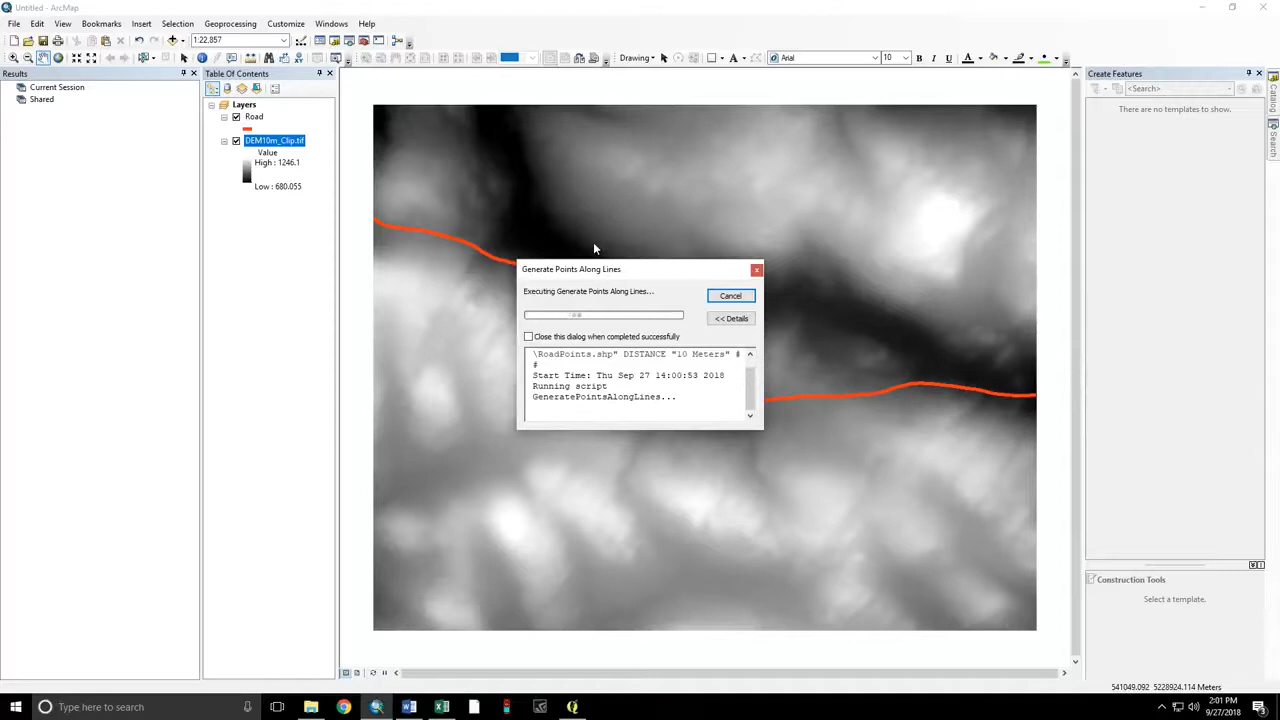 Untitled - ArcMap
File Edit View Bookmarks Insert Selection Geoprocessing Customize Windows Help
1:22,857
Drawing
Arial
10
B I U A
Results
Current Session
Shared
Table Of Contents
Layers
Road
DEM10m_Clip.tif
Value
High : 1246.1
Low : 680.055
Generate Points Along Lines
Executing Generate Points Along Lines...
Cancel
<< Details
Close this dialog when completed successfully
\RoadPoints.shp" DISTANCE "10 Meters" #
#
Start Time: Thu Sep 27 14:00:53 2018
Running script
GeneratePointsAlongLines...
Create Features
<Search>
There are no templates to show.
Catalog
Search
Construction Tools
Select a template.
541049.092 5228924.114 Meters
Type here to search
2:01 PM
9/27/2018